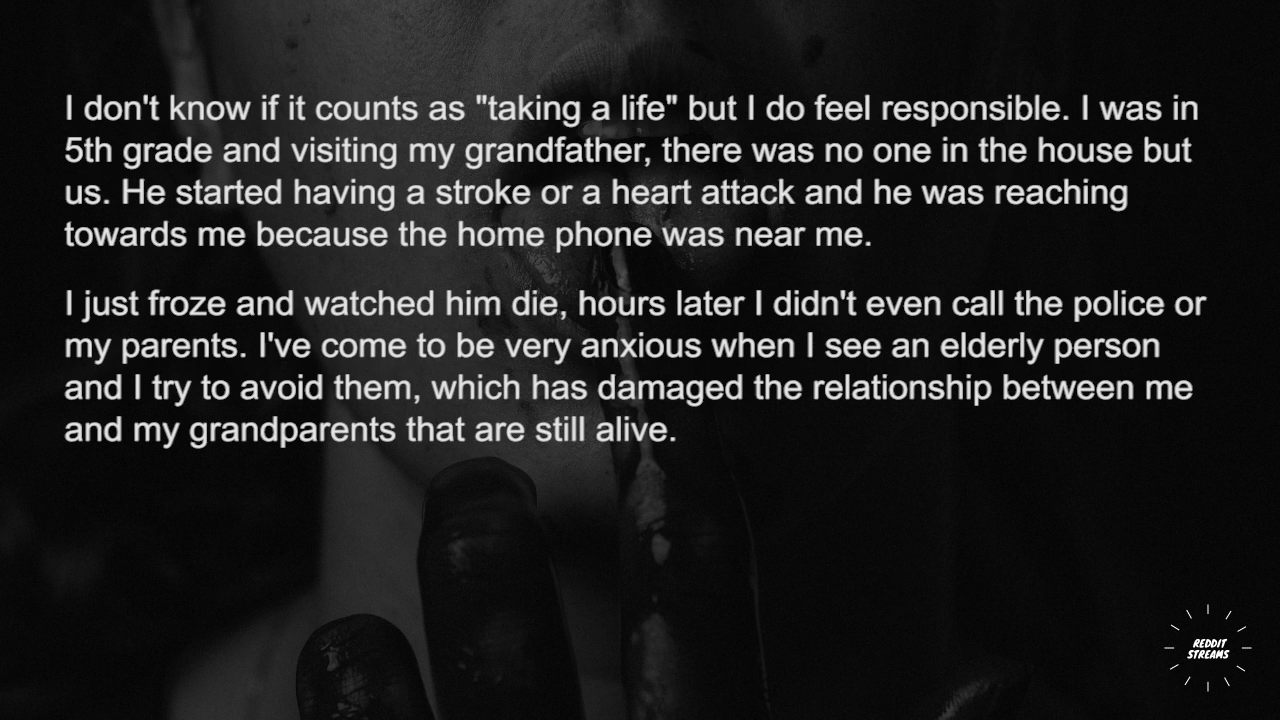 I don't know if it counts as "taking a life" but I do feel responsible. I was in
5th grade and visiting my grandfather, there was no one in the house but
us. He started having a stroke or a heart attack and he was reaching
towards me because the home phone was near me.
I just froze and watched him die, hours later I didn't even call the police or
my parents. I've come to be very anxious when I see an elderly person
and I try to avoid them, which has damaged the relationship between me
and my grandparents that are still alive.
REDDIT
STREAMS